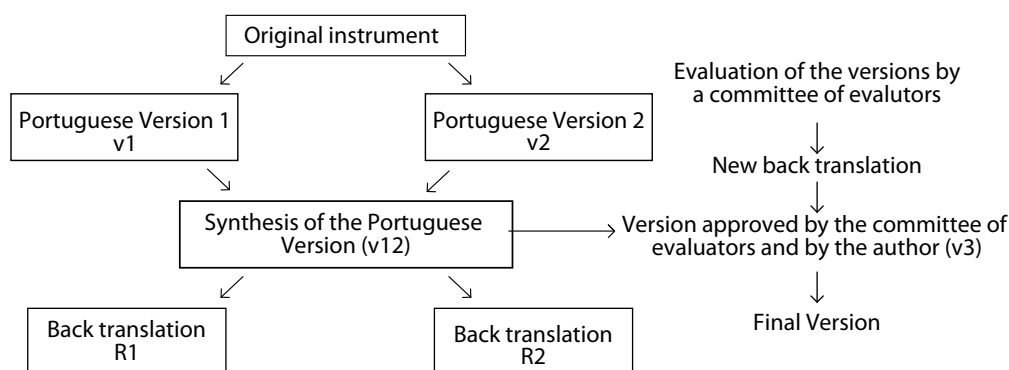 Original instrument
Portuguese Version 1
v1
Portuguese Version 2
v2
Synthesis of the Portuguese
Version (v12)
Back translation
R1
Back translation
R2
Evaluation of the versions by
a committee of evalutors
New back translation
Version approved by the committee of
evaluators and by the author (v3)
Final Version